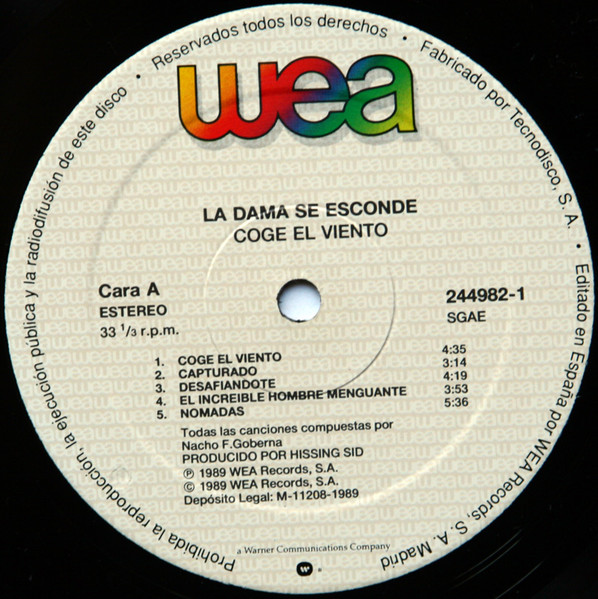 Prohibida la reproducción, la ejecución pública y la radiodifusión de este disco • Reservados todos los derechos • Fabricado por Tecnodisco, S. A. • Editado en España por WEA Records, S. A. Madrid
wea
LA DAMA SE ESCONDE
COGE EL VIENTO
Cara A
ESTEREO
33 1/3 r.p.m.
244982-1
SGAE
1. COGE EL VIENTO 4:35
2. CAPTURADO 3:14
3. DESAFIANDOTE 4:19
4. EL INCREIBLE HOMBRE MENGUANTE 3:53
5. NOMADAS 5:36
Todas las canciones compuestas por
Nacho F.Goberna
PRODUCIDO POR HISSING SID
℗ 1989 WEA Records, S.A.
© 1989 WEA Records, S.A.
Depósito Legal: M-11208-1989
a Warner Communications Company